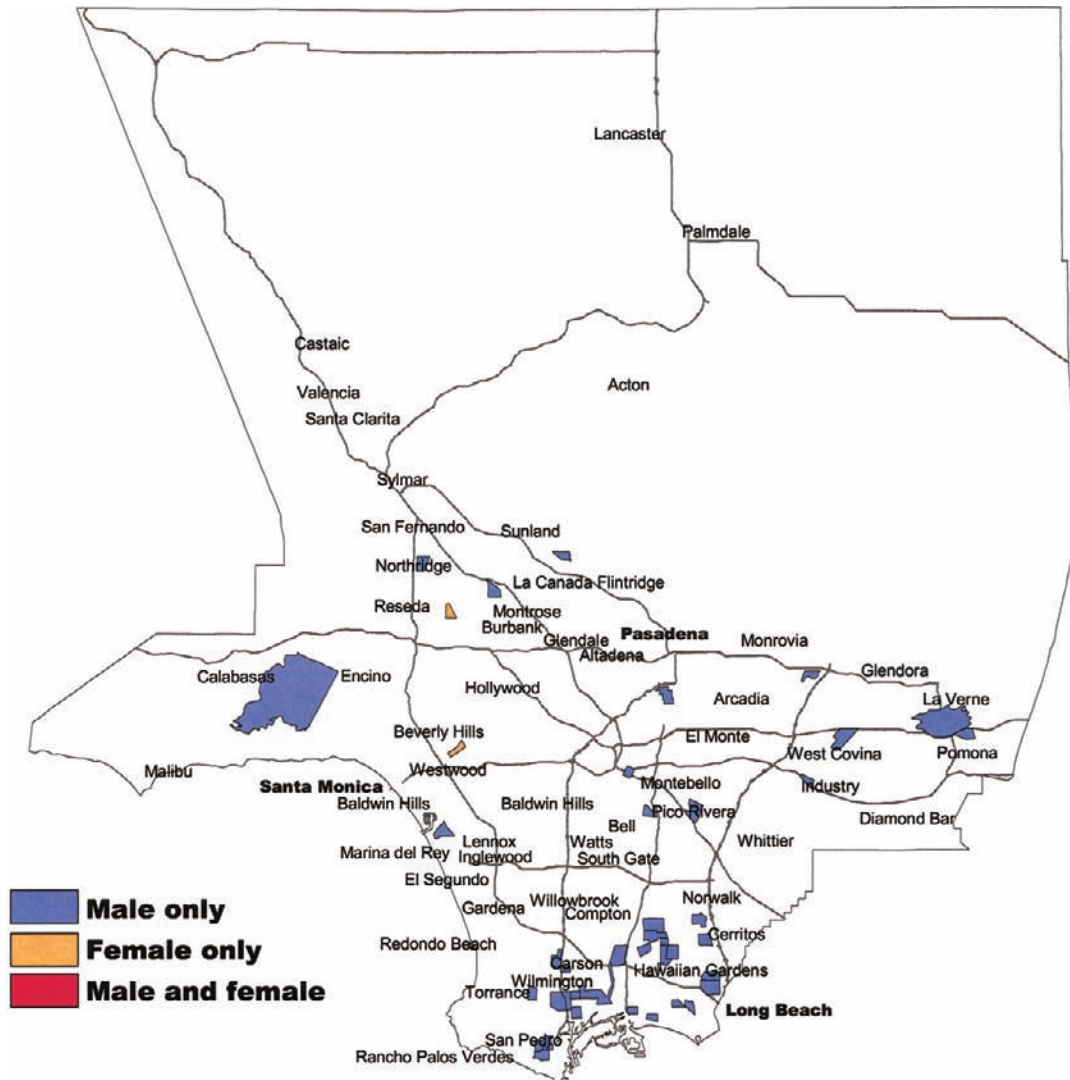 Lancaster
Palmdale
Castaic
Acton
Valencia
Santa Clarita
Sylmar
San Fernando
Sunland
Northridge
La Canada Flintridge
Reseda
Montrose
Burbank
Glendale
Pasadena
Monrovia
Altadena
Glendora
Calabasas
Encino
Hollywood
Arcadia
La Verne
Beverly Hills
El Monte
West Covina
Pomona
Malibu
Westwood
Santa Monica
Montebello
Industry
Baldwin Hills
Baldwin Hills
Pico Rivera
Diamond Bar
Bell
Marina del Rey
Lennox
Watts
Whittier
Inglewood
South Gate
El Segundo
Gardena
Willowbrook
Compton
Norwalk
Redondo Beach
Cerritos
Carson
Hawaiian Gardens
Wilmington
Torrance
Long Beach
San Pedro
Rancho Palos Verdes
Male only
Female only
Male and female